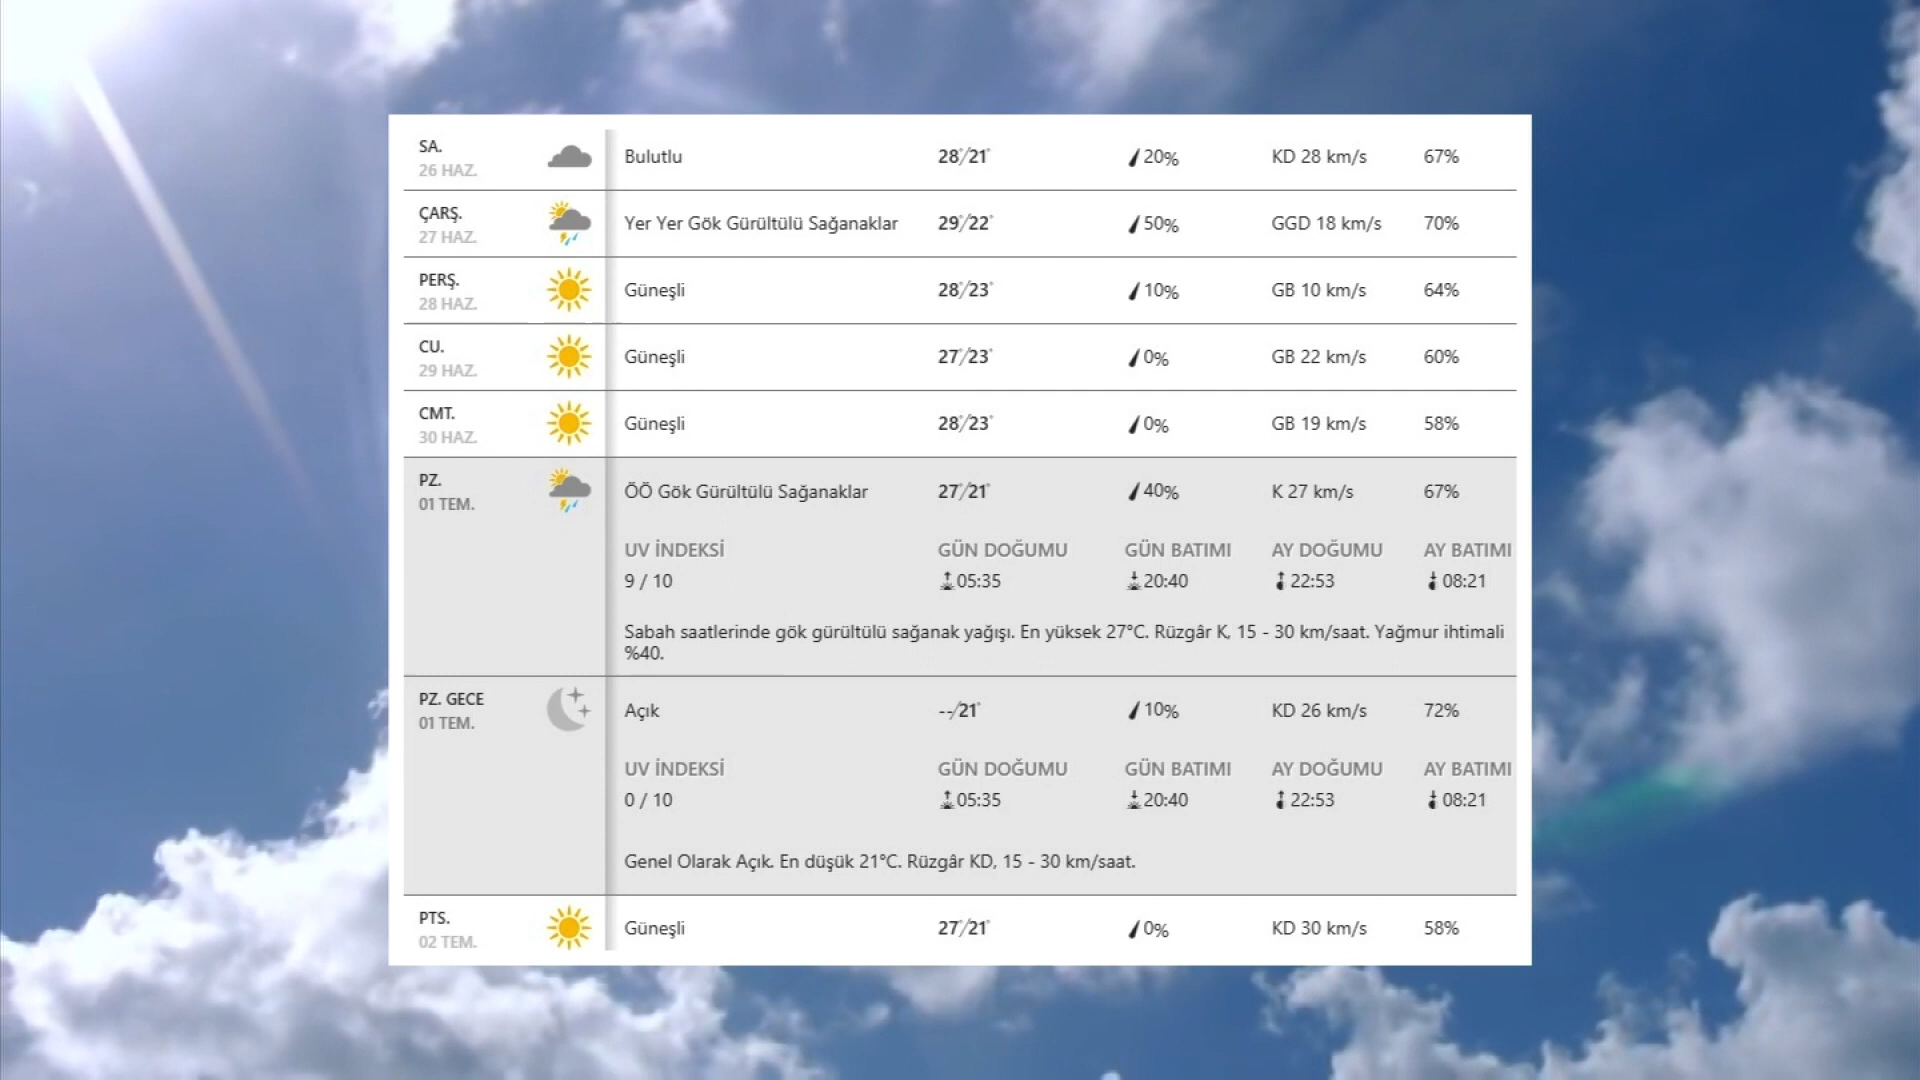 SA.
26 HAZ.
Bulutlu 28°/21° 20% KD 28 km/s 67%
ÇARŞ.
27 HAZ.
Yer Yer Gök Gürültülü Sağanaklar 29°/22° 50% GGD 18 km/s 70%
PERŞ.
28 HAZ.
Güneşli 28°/23° 10% GB 10 km/s 64%
CU.
29 HAZ.
Güneşli 27°/23° 0% GB 22 km/s 60%
CMT.
30 HAZ.
Güneşli 28°/23° 0% GB 19 km/s 58%
PZ.
01 TEM.
ÖÖ Gök Gürültülü Sağanaklar 27°/21° 40% K 27 km/s 67%
UV İNDEKSİ GÜN DOĞUMU GÜN BATIMI AY DOĞUMU AY BATIMI
9 / 10 05:35 20:40 22:53 08:21
Sabah saatlerinde gök gürültülü sağanak yağışı. En yüksek 27°C. Rüzgâr K, 15 - 30 km/saat. Yağmur ihtimali
%40.
PZ. GECE
01 TEM.
Açık --/21° 10% KD 26 km/s 72%
UV İNDEKSİ GÜN DOĞUMU GÜN BATIMI AY DOĞUMU AY BATIMI
0 / 10 05:35 20:40 22:53 08:21
Genel Olarak Açık. En düşük 21°C. Rüzgâr KD, 15 - 30 km/saat.
PTS.
02 TEM.
Güneşli 27°/21° 0% KD 30 km/s 58%